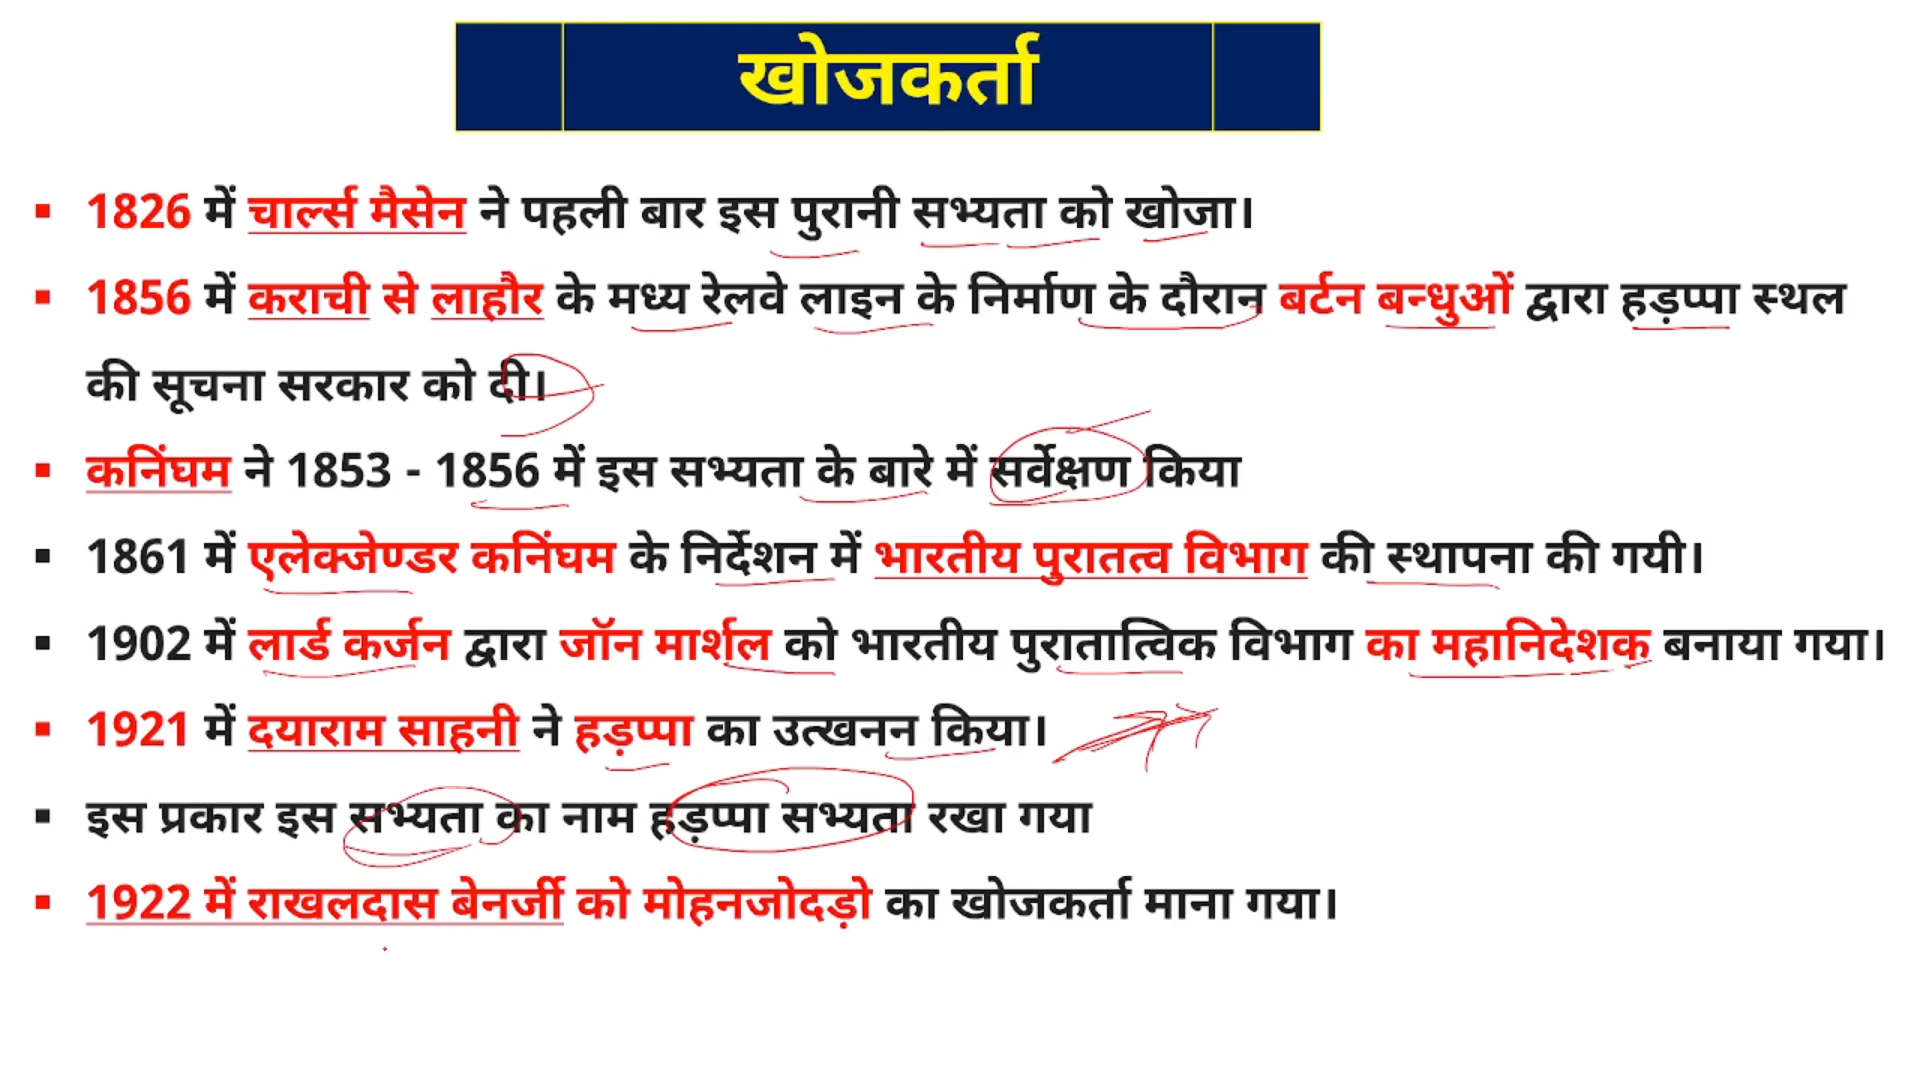 खोजकर्ता
▪ 1826 में चार्ल्स मैसेन ने पहली बार इस पुरानी सभ्यता को खोजा।
▪ 1856 में कराची से लाहौर के मध्य रेलवे लाइन के निर्माण के दौरान बर्टन बन्धुओं द्वारा हड़प्पा स्थल
की सूचना सरकार को दी।
▪ कनिंघम ने 1853 - 1856 में इस सभ्यता के बारे में सर्वेक्षण किया
▪ 1861 में एलेक्जेण्डर कनिंघम के निर्देशन में भारतीय पुरातत्व विभाग की स्थापना की गयी।
▪ 1902 में लार्ड कर्जन द्वारा जॉन मार्शल को भारतीय पुरातात्विक विभाग का महानिदेशक बनाया गया।
▪ 1921 में दयाराम साहनी ने हड़प्पा का उत्खनन किया।
▪ इस प्रकार इस सभ्यता का नाम हड़प्पा सभ्यता रखा गया
▪ 1922 में राखलदास बेनर्जी को मोहनजोदड़ो का खोजकर्ता माना गया।